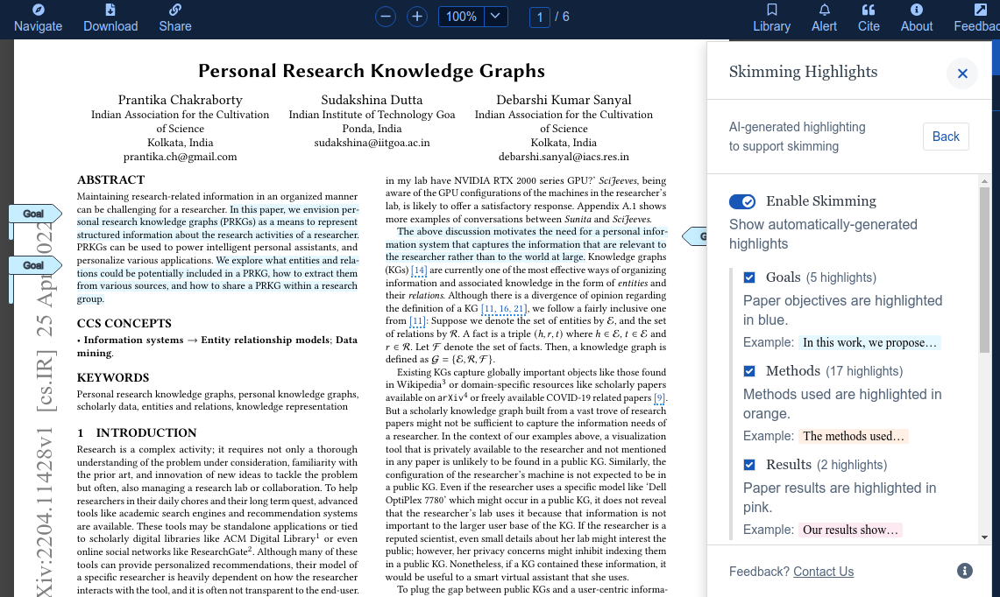 Navigate Download Share 100% 1 / 6 Library Alert Cite About Feedbac
Personal Research Knowledge Graphs
Prantika Chakraborty
Indian Association for the Cultivation
of Science
Kolkata, India
prantika.ch@gmail.com
Sudakshina Dutta
Indian Institute of Technology Goa
Ponda, India
sudakshina@iitgoa.ac.in
Debarshi Kumar Sanyal
Indian Association for the Cultivation
of Science
Kolkata, India
debarshi.sanyal@iacs.res.in
Xiv:2204.11428v1 [cs.IR] 25 Apr 022
Goal
Goal
ABSTRACT
Maintaining research-related information in an organized manner
can be challenging for a researcher. In this paper, we envision per-
sonal research knowledge graphs (PRKGs) as a means to represent
structured information about the research activities of a researcher.
PRKGs can be used to power intelligent personal assistants, and
personalize various applications. We explore what entities and rela-
tions could be potentially included in a PRKG, how to extract them
from various sources, and how to share a PRKG within a research
group.
CCS CONCEPTS
• Information systems → Entity relationship models; Data
mining.
KEYWORDS
Personal research knowledge graphs, personal knowledge graphs,
scholarly data, entities and relations, knowledge representation
1 INTRODUCTION
Research is a complex activity; it requires not only a thorough
understanding of the problem under consideration, familiarity with
the prior art, and innovation of new ideas to tackle the problem
but often, also managing a research lab or collaboration. To help
researchers in their daily chores and their long term quest, advanced
tools like academic search engines and recommendation systems
are available. These tools may be standalone applications or tied
to scholarly digital libraries like ACM Digital Library¹ or even
online social networks like ResearchGate². Although many of these
tools can provide personalized recommendations, their model of
a specific researcher is heavily dependent on how the researcher
interacts with the tool, and it is often not transparent to the end-user.
in my lab have NVIDIA RTX 2000 series GPU?' SciJeeves, being
aware of the GPU configurations of the machines in the researcher's
lab, is likely to offer a satisfactory response. Appendix A.1 shows
more examples of conversations between Sunita and SciJeeves.
The above discussion motivates the need for a personal infor-
mation system that captures the information that are relevant to
the researcher rather than to the world at large. Knowledge graphs
(KGs) [14] are currently one of the most effective ways of organizing
information and associated knowledge in the form of entities and
their relations. Although there is a divergence of opinion regarding
the definition of a KG [11, 16, 21], we follow a fairly inclusive one
from [11]: Suppose we denote the set of entities by ℰ, and the set
of relations by ℛ. A fact is a triple (h, r, t) where h ∈ ℰ, t ∈ ℰ and
r ∈ ℛ. Let ℱ denote the set of facts. Then, a knowledge graph is
defined as 𝒢 = {ℰ, ℛ, ℱ}.
Existing KGs capture globally important objects like those found
in Wikipedia³ or domain-specific resources like scholarly papers
available on arXiv⁴ or freely available COVID-19 related papers [9].
But a scholarly knowledge graph built from a vast trove of research
papers might not be sufficient to capture the information needs of
a researcher. In the context of our examples above, a visualization
tool that is privately available to the researcher and not mentioned
in any paper is unlikely to be found in a public KG. Similarly, the
configuration of the researcher's machine is not expected to be in
a public KG. Even if the researcher uses a specific model like 'Dell
OptiPlex 7780' which might occur in a public KG, it does not reveal
that the researcher's lab uses it because that information is not
important to the larger user base of the KG. If the researcher is a
reputed scientist, even small details about her lab might interest the
public; however, her privacy concerns might inhibit indexing them
in a public KG. Nonetheless, if a KG contained these information, it
would be useful to a smart virtual assistant that she uses.
To plug the gap between public KGs and a user-centric informa-
G
Skimming Highlights
AI-generated highlighting
to support skimming
Back
Enable Skimming
Show automatically-generated
highlights
Goals (5 highlights)
Paper objectives are highlighted
in blue.
Example: In this work, we propose…
Methods (17 highlights)
Methods used are highlighted in
orange.
Example: The methods used…
Results (2 highlights)
Paper results are highlighted in
pink.
Example: Our results show…
Feedback? Contact Us